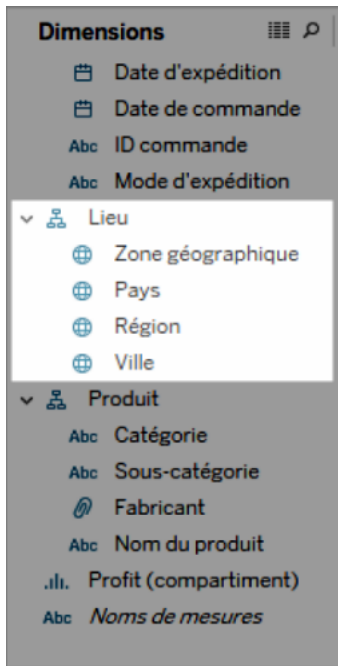 Dimensions
Date d'expédition
Date de commande
Abc ID commande
Abc Mode d'expédition
Lieu
Zone géographique
Pays
Région
Ville
Produit
Abc Catégorie
Abc Sous-catégorie
Fabricant
Abc Nom du produit
Profit (compartiment)
Abc Noms de mesures